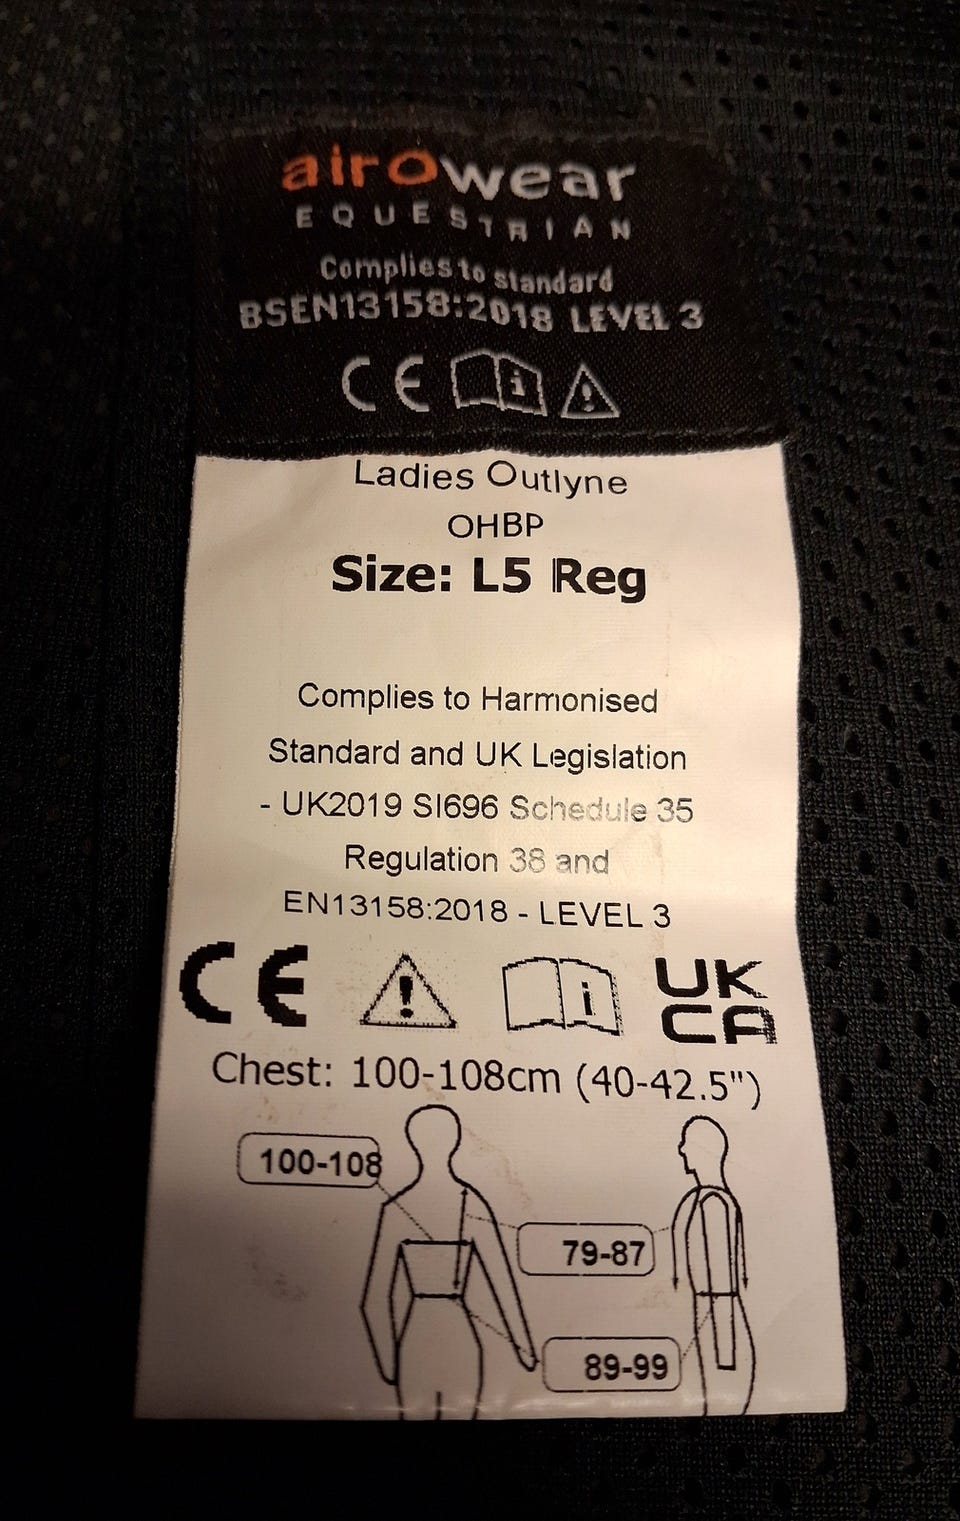 airowear
EQUESTRIAN
Complies to standard
BSEN13158:2018 LEVEL 3
CE
Ladies Outlyne
OHBP
Size: L5 Reg
Complies to Harmonised
Standard and UK Legislation
- UK2019 SI696 Schedule 35
Regulation 38 and
EN13158:2018 - LEVEL 3
CE UK
CA
Chest: 100-108cm (40-42.5")
100-108
79-87
89-99